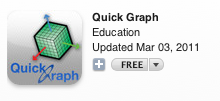 Quick Graph
Education
Updated Mar 03, 2011
FREE
Quick
Graph